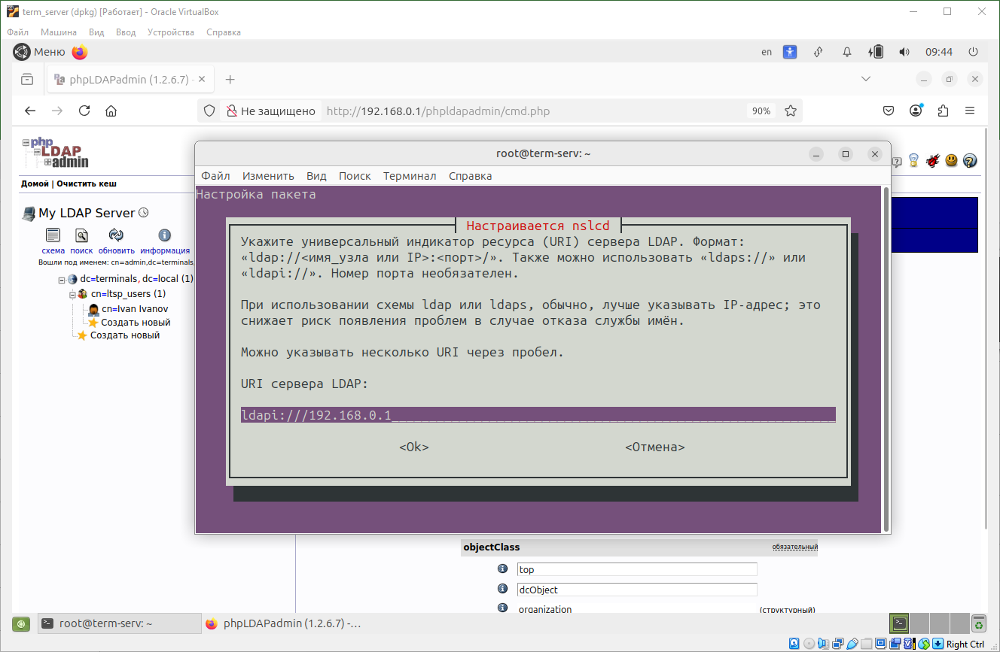 term_server (dpkg) [Работает] - Oracle VirtualBox
Файл Машина Вид Ввод Устройства Справка
Меню en 09:44
phpLDAPadmin (1.2.6.7) -
Не защищено http://192.168.0.1/phpldapadmin/cmd.php 90%
php
LDAP
admin
Домой | Очистить кеш
My LDAP Server
схема поиск обновить информация
Вошли под именем: cn=admin,dc=terminals,
dc=terminals, dc=local (1)
cn=ltsp_users (1)
cn=Ivan Ivanov
Создать новый
Создать новый
root@term-serv: ~
Файл Изменить Вид Поиск Терминал Справка
Настройка пакета
Настраивается nslcd
Укажите универсальный индикатор ресурса (URI) сервера LDAP. Формат:
«ldap://<имя_узла или IP>:<порт>/». Также можно использовать «ldaps://» или
«ldapi://». Номер порта необязателен.
При использовании схемы ldap или ldaps, обычно, лучше указывать IP-адрес; это
снижает риск появления проблем в случае отказа службы имён.
Можно указывать несколько URI через пробел.
URI сервера LDAP:
ldapi:///192.168.0.1
<Ok> <Отмена>
objectClass обязательный
top
dcObject
organization (структурный)
root@term-serv: ~ phpLDAPadmin (1.2.6.7) -...
Right Ctrl